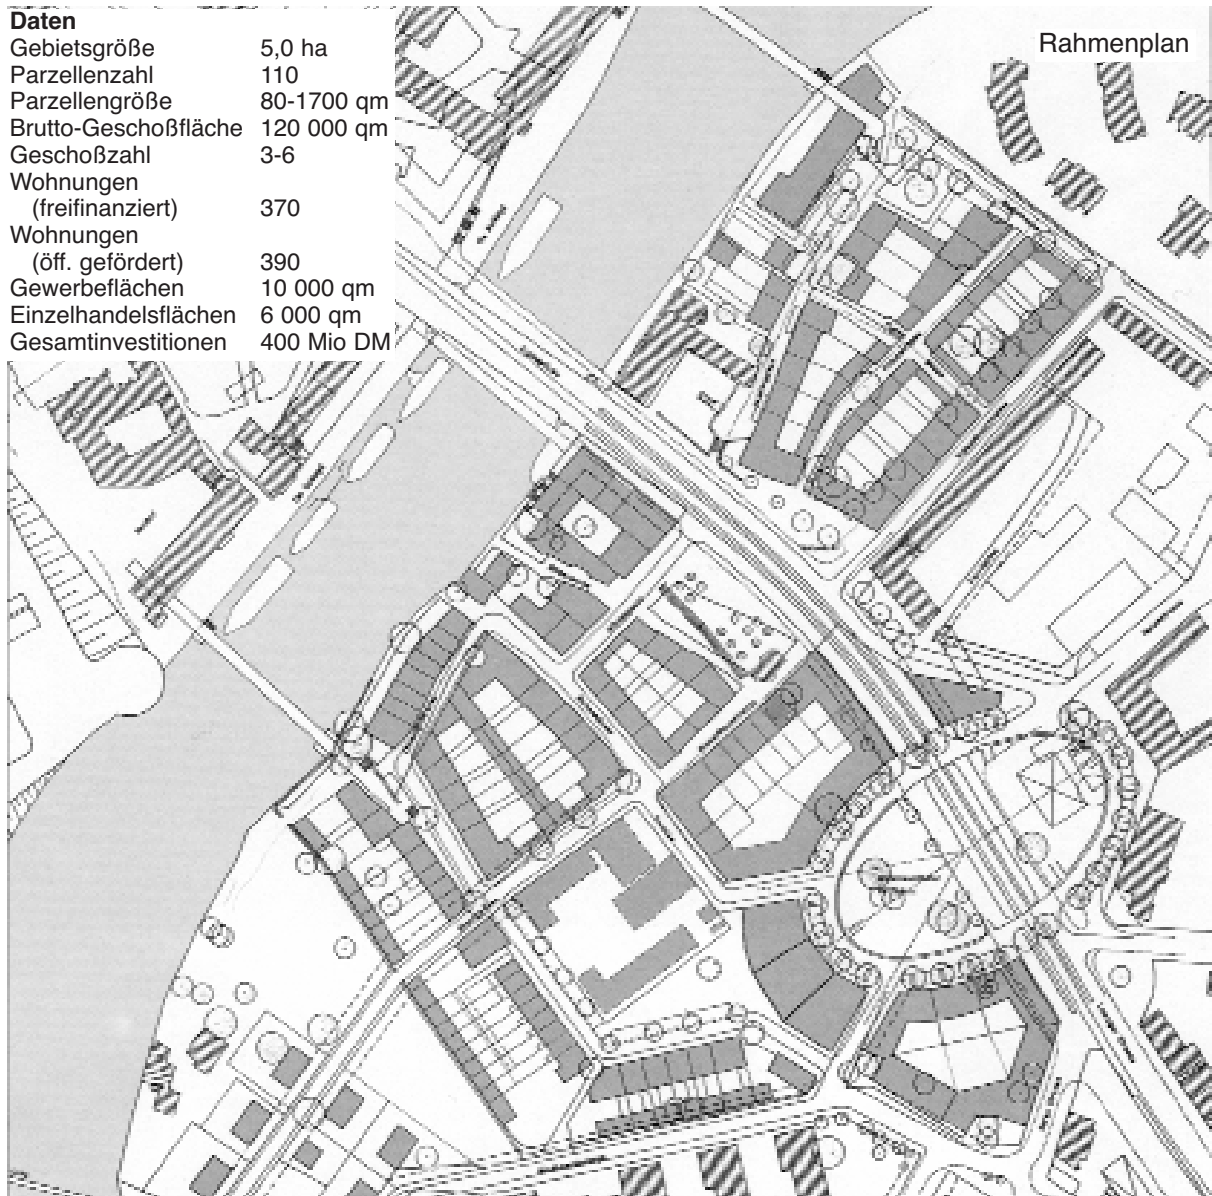 Daten
Gebietsgröße 5,0 ha
Parzellenzahl 110
Parzellengröße 80-1700 qm
Brutto-Geschoßfläche 120 000 qm
Geschoßzahl 3-6
Wohnungen
(freifinanziert) 370
Wohnungen
(öff. gefördert) 390
Gewerbeflächen 10 000 qm
Einzelhandelsflächen 6 000 qm
Gesamtinvestitionen 400 Mio DM
Rahmenplan